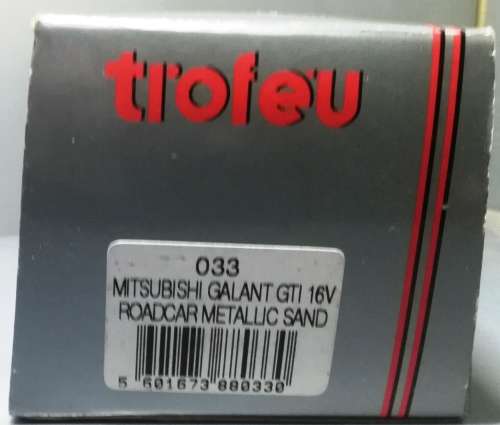 trofeu
033
MITSUBISHI GALANT GTI 16V
ROADCAR METALLIC SAND
5 601673 880330